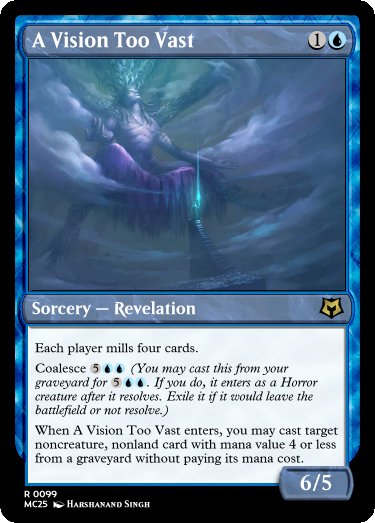 A Vision Too Vast 1
Sorcery — Revelation
Each player mills four cards.
Coalesce 5 (You may cast this from your
graveyard for 5. If you do, it enters as a Horror
creature after it resolves. Exile it if it would leave the
battlefield or not resolve.)
When A Vision Too Vast enters, you may cast target
noncreature, nonland card with mana value 4 or less
from a graveyard without paying its mana cost.
6/5
R 0099
MC25 Harshanand Singh